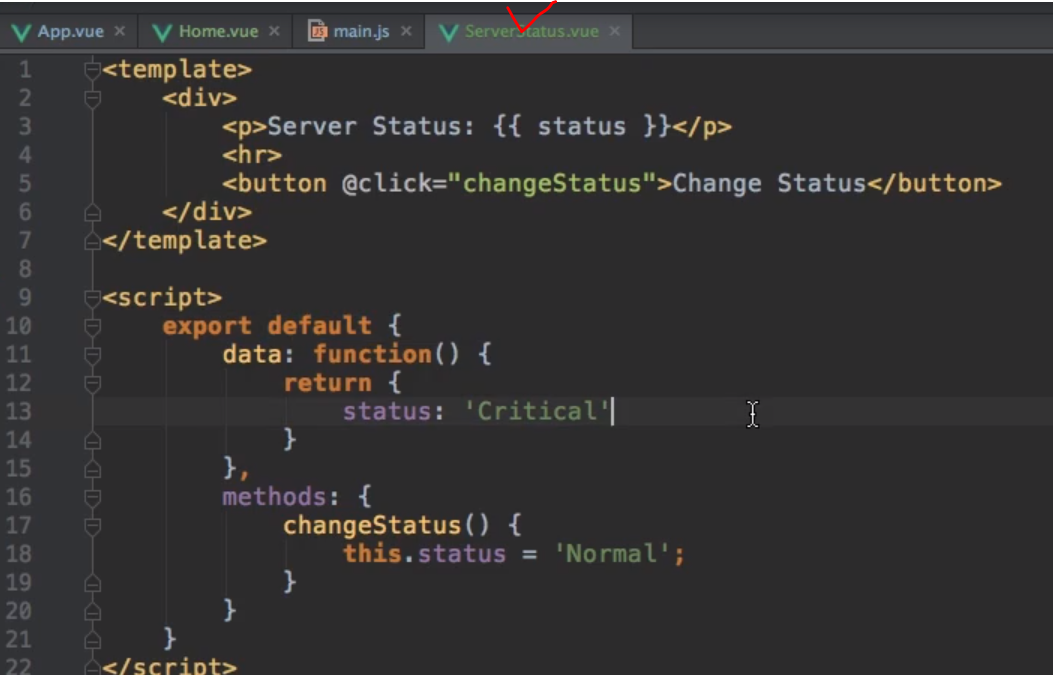 App.vue × Home.vue × main.js × ServerStatus.vue ×
1 <template>
2 <div>
3 <p>Server Status: {{ status }}</p>
4 <hr>
5 <button @click="changeStatus">Change Status</button>
6 </div>
7 </template>
8
9 <script>
10 export default {
11 data: function() {
12 return {
13 status: 'Critical'
14 }
15 },
16 methods: {
17 changeStatus() {
18 this.status = 'Normal';
19 }
20 }
21 }
22 </script>